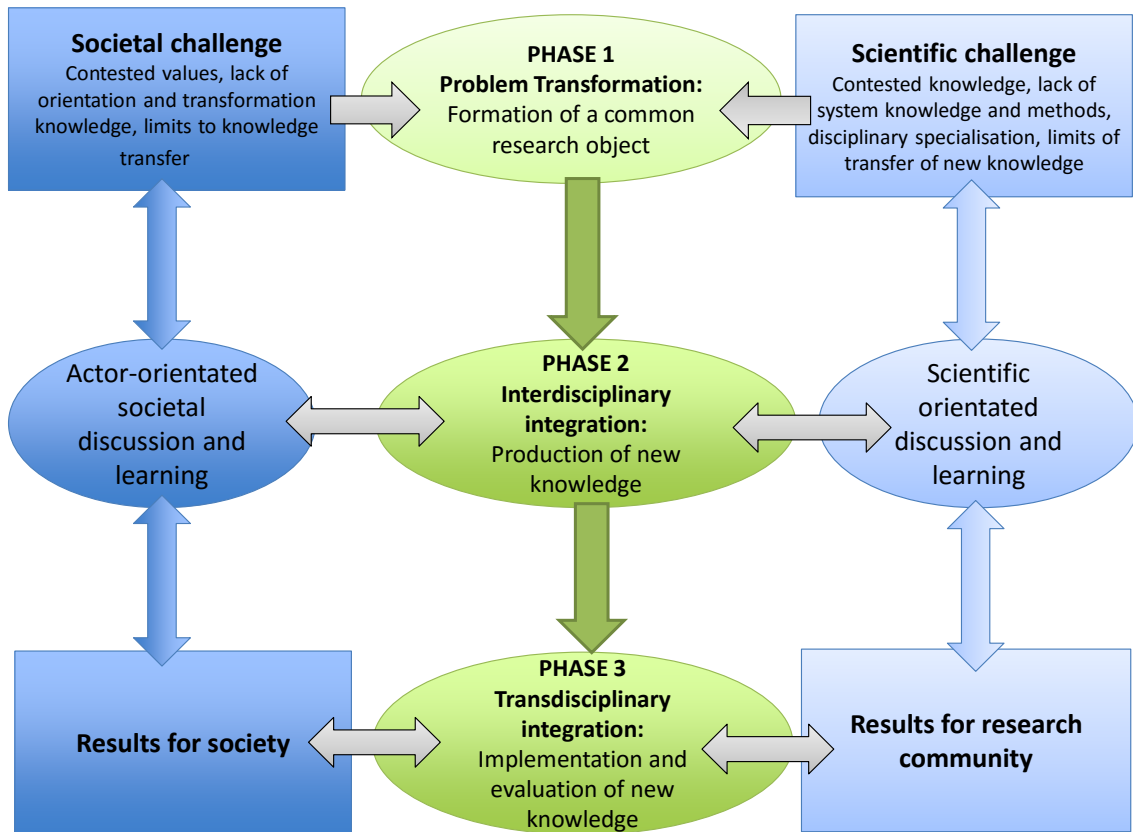 Societal challenge
Contested values, lack of
orientation and transformation
knowledge, limits to knowledge
transfer
PHASE 1
Problem Transformation:
Formation of a common
research object
Scientific challenge
Contested knowledge, lack of
system knowledge and methods,
disciplinary specialisation, limits of
transfer of new knowledge
Actor-orientated
societal
discussion and
learning
PHASE 2
Interdisciplinary
integration:
Production of new
knowledge
Scientific
orientated
discussion and
learning
Results for society
PHASE 3
Transdisciplinary
integration:
Implementation and
evaluation of new
knowledge
Results for research
community